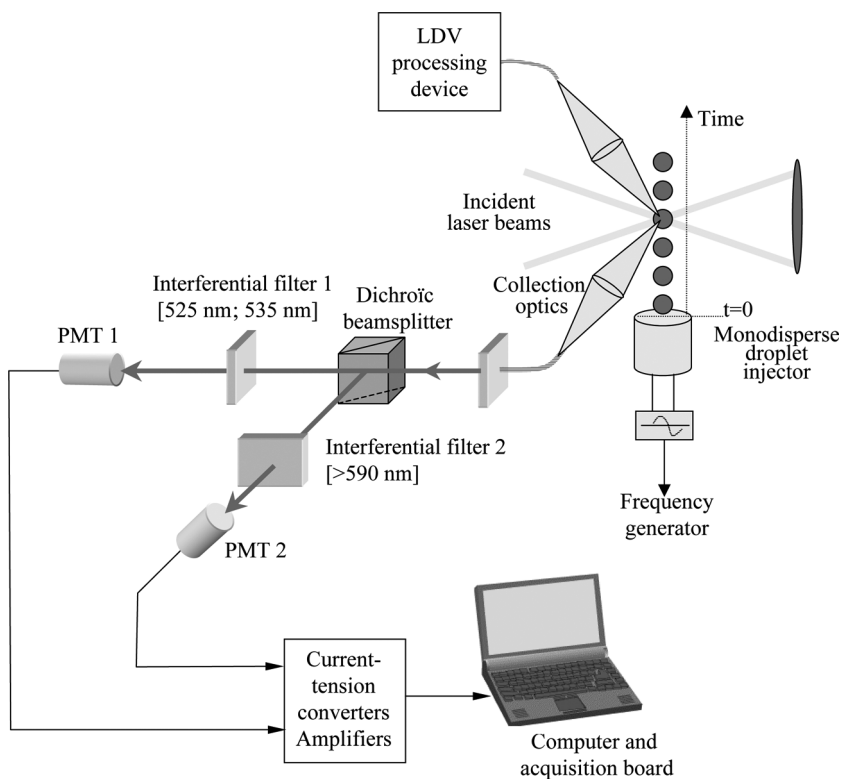 LDV
processing
device
Time
Incident
laser beams
Collection
optics
t=0
Monodisperse
droplet
injector
Interferential filter 1
[525 nm; 535 nm]
Dichroïc
beamsplitter
PMT 1
Interferential filter 2
[>590 nm]
PMT 2
Frequency
generator
Current-
tension
converters
Amplifiers
Computer and
acquisition board